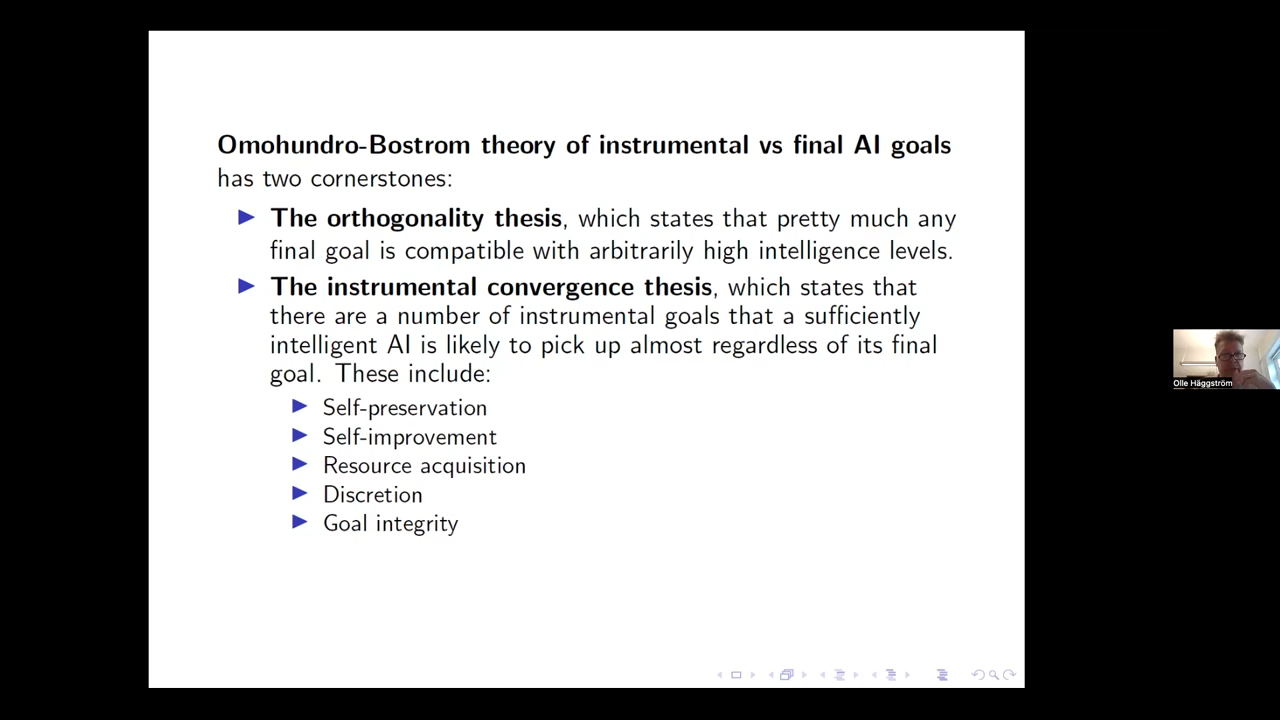 Omohundro-Bostrom theory of instrumental vs final AI goals
has two cornerstones:
The orthogonality thesis, which states that pretty much any
final goal is compatible with arbitrarily high intelligence levels.
The instrumental convergence thesis, which states that
there are a number of instrumental goals that a sufficiently
intelligent AI is likely to pick up almost regardless of its final
goal. These include:
Self-preservation
Self-improvement
Resource acquisition
Discretion
Goal integrity
Olle Häggström